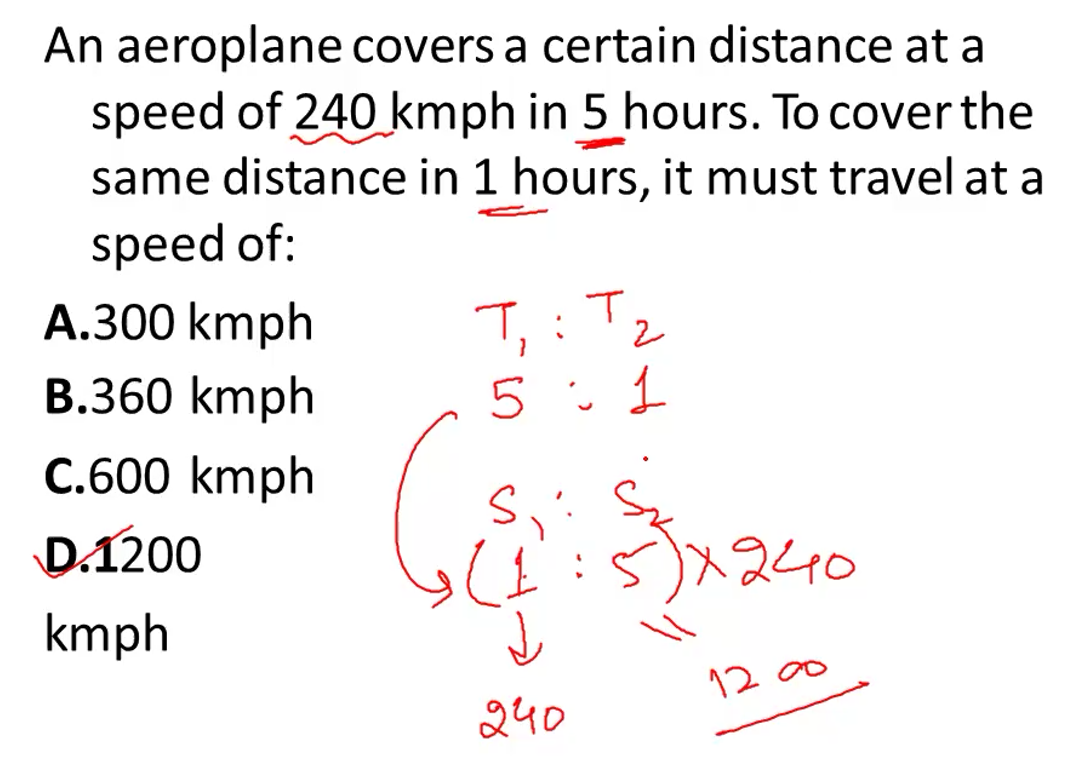 An aeroplane covers a certain distance at a
speed of 240 kmph in 5 hours. To cover the
same distance in 1 hours, it must travel at a
speed of:
A.300 kmph
B.360 kmph
C.600 kmph
D.1200
kmph
T1 : T2
5 : 1
S1 : S2
(1 : 5) × 240
240
1200